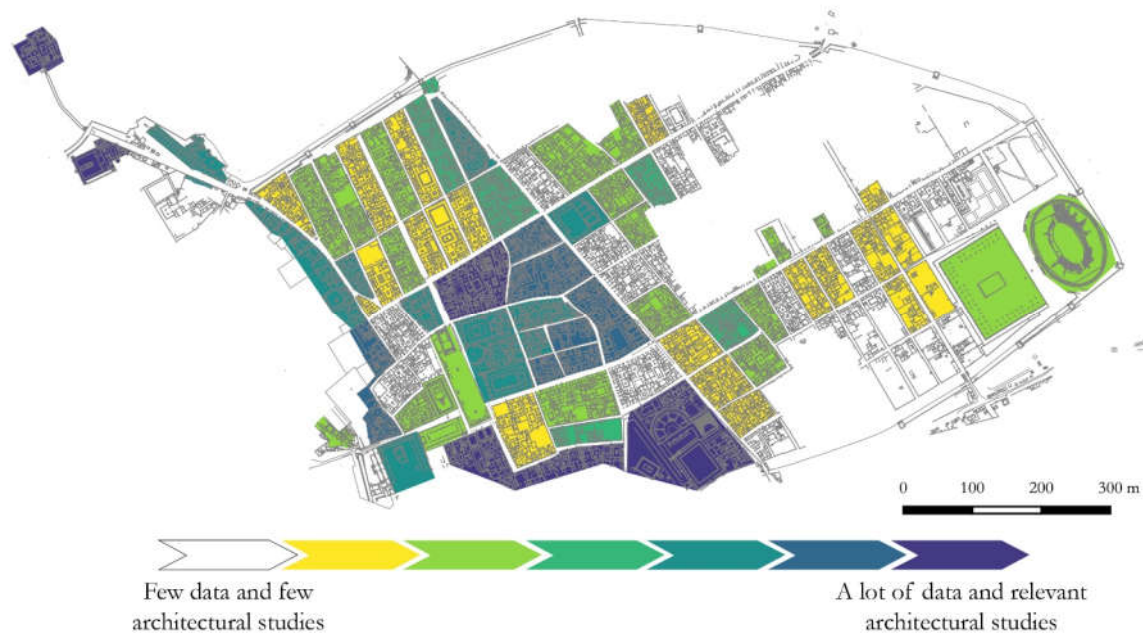 0 100 200 300 m
Few data and few
architectural studies
A lot of data and relevant
architectural studies